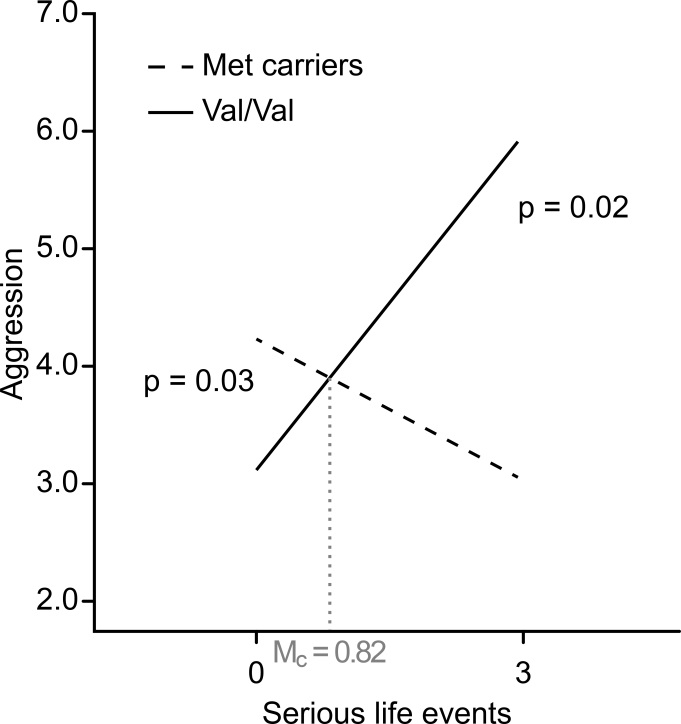 7.0
Met carriers
Val/Val
6.0
p = 0.02
5.0
Aggression
4.0
p = 0.03
3.0
2.0
Mc = 0.82
0
3
Serious life events